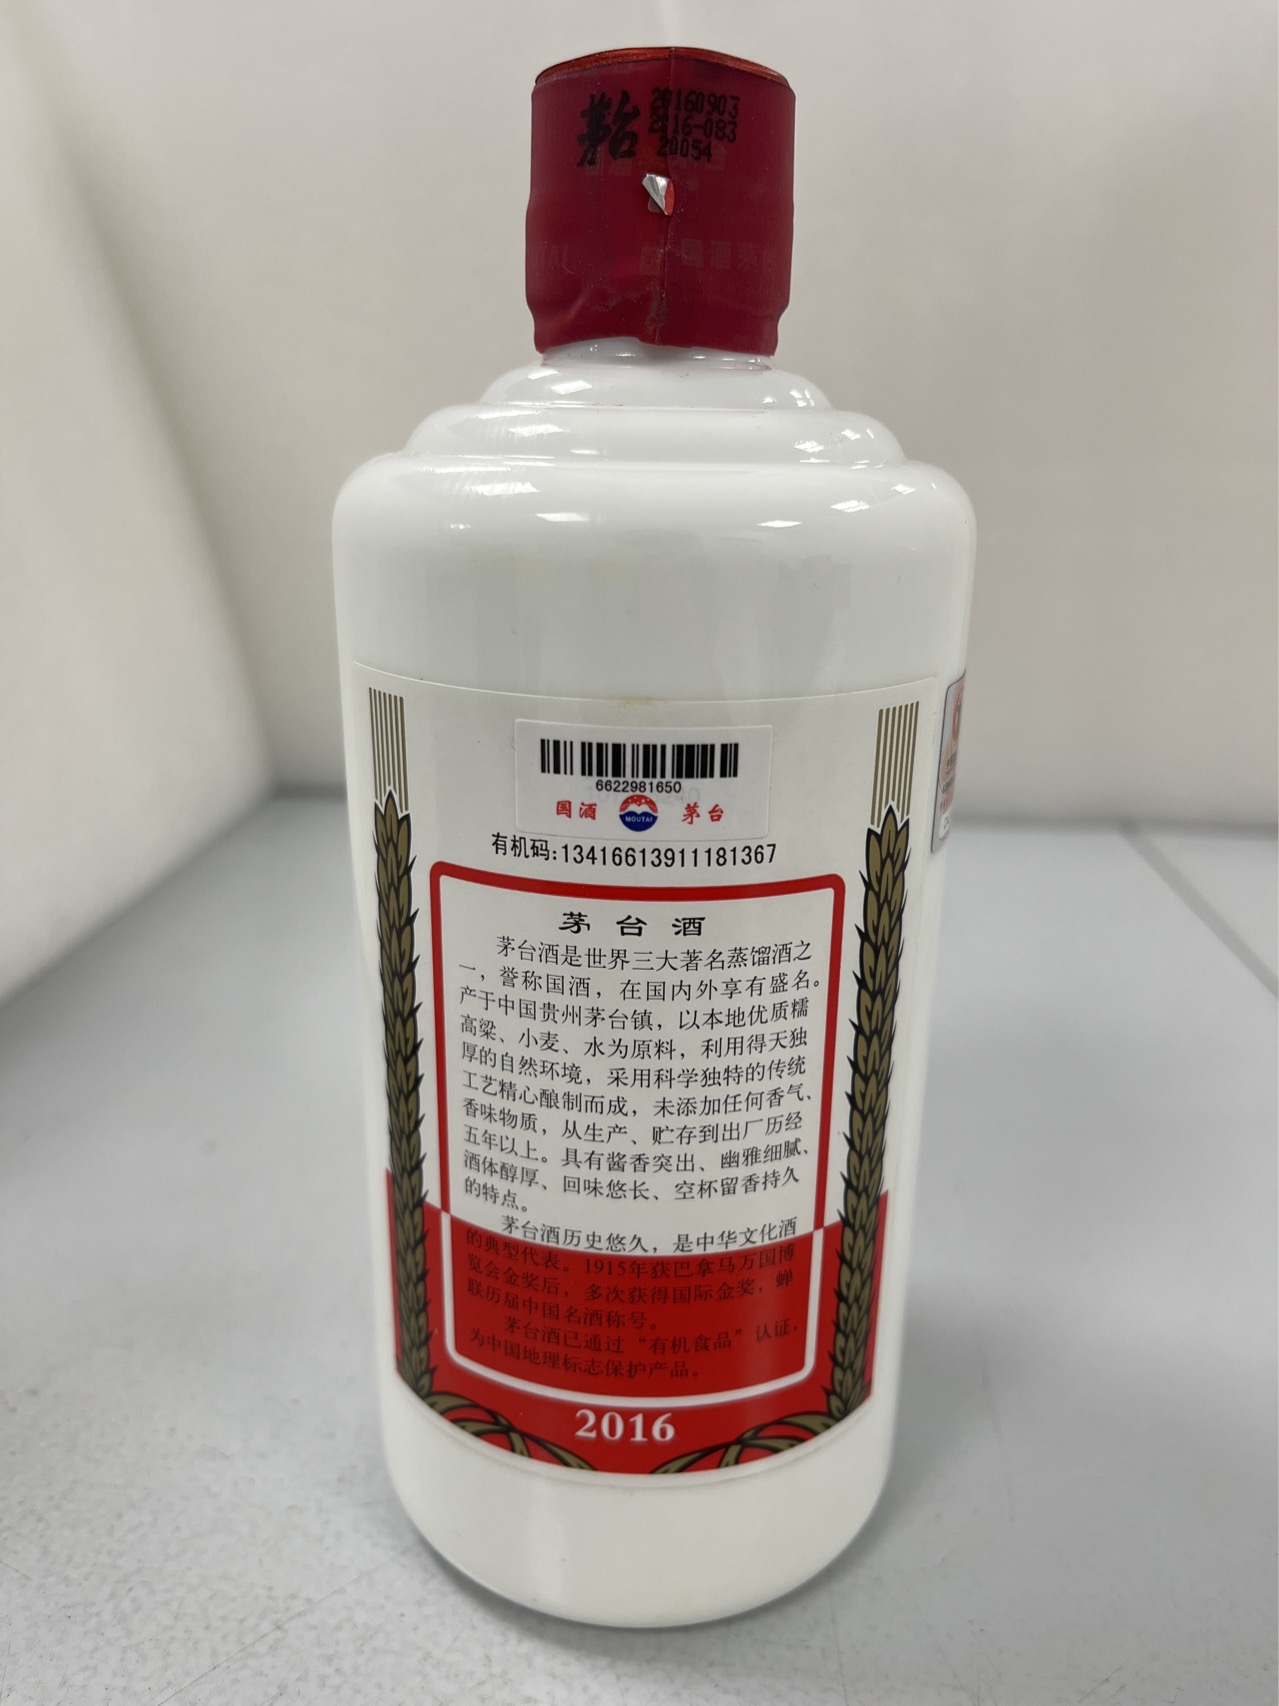 茅台
20160903
2016-083
20054
6622981650
国酒
MOUTAI
茅台
有机码:13416613911181367
茅台酒
茅台酒是世界三大著名蒸馏酒之
一，誉称国酒，在国内外享有盛名。
产于中国贵州茅台镇，以本地优质糯
高粱、小麦、水为原料，利用得天独
厚的自然环境，采用科学独特的传统
工艺精心酿制而成，未添加任何香气、
香味物质，从生产、贮存到出厂历经
五年以上。具有酱香突出、幽雅细腻、
酒体醇厚、回味悠长、空杯留香持久
的特点。
茅台酒历史悠久，是中华文化酒
的典型代表。1915年获巴拿马万国博
览会金奖后，多次获得国际金奖，蝉
联历届中国名酒称号。
茅台酒已通过“有机食品”认证，
为中国地理标志保护产品。
2016